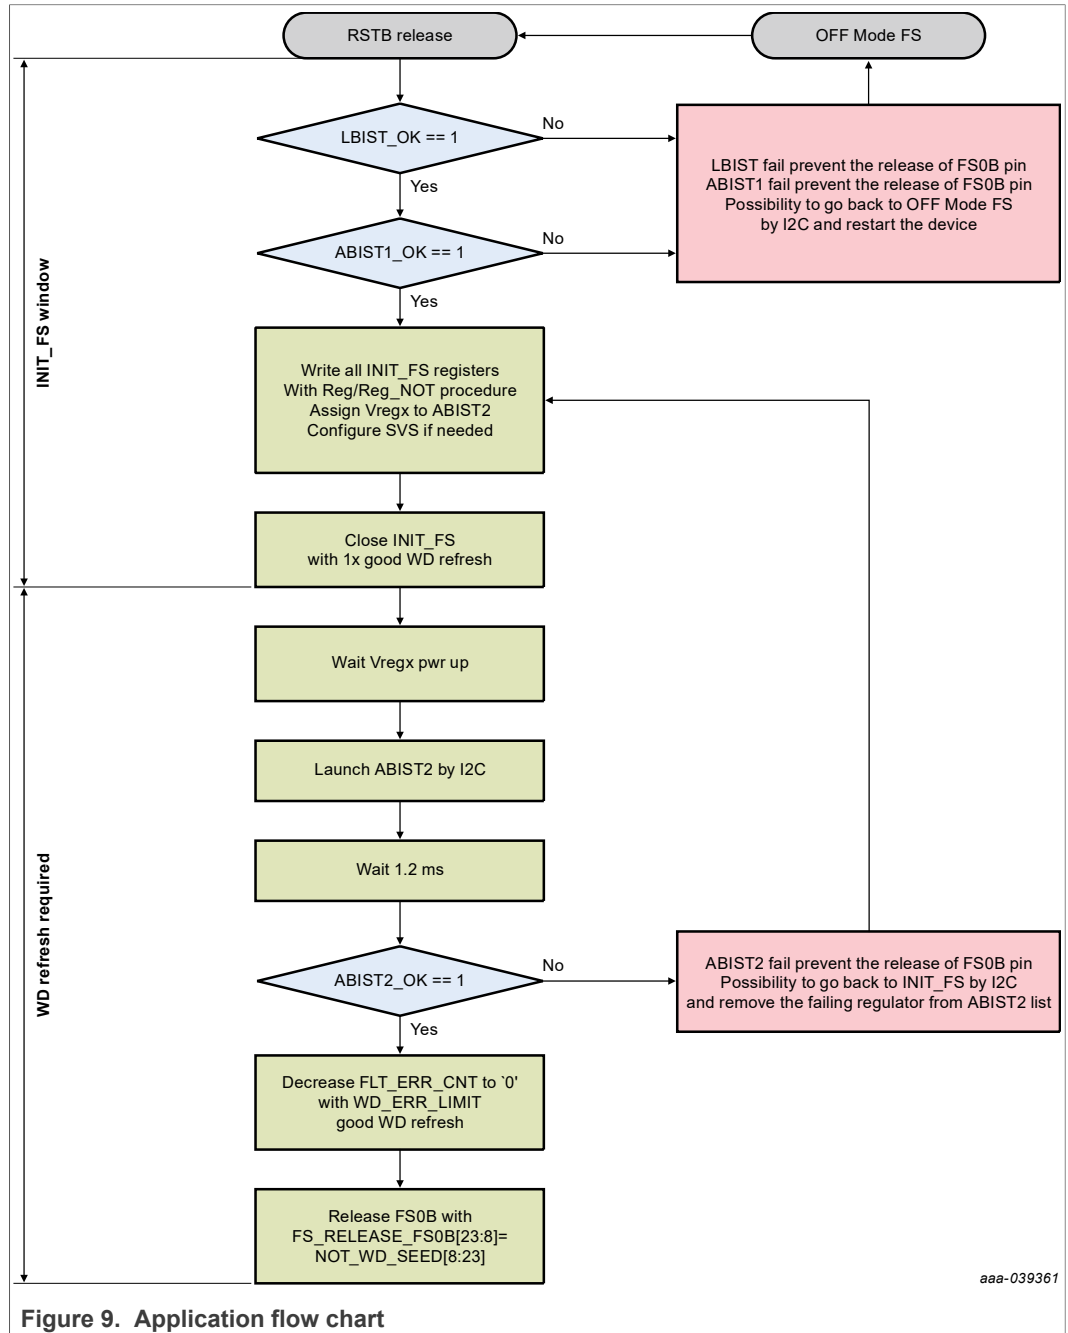 RSTB release
OFF Mode FS
LBIST_OK == 1
No
Yes
LBIST fail prevent the release of FS0B pin
ABIST1 fail prevent the release of FS0B pin
Possibility to go back to OFF Mode FS
by I2C and restart the device
ABIST1_OK == 1
No
Yes
INIT_FS window
Write all INIT_FS registers
With Reg/Reg_NOT procedure
Assign Vregx to ABIST2
Configure SVS if needed
Close INIT_FS
with 1x good WD refresh
Wait Vregx pwr up
Launch ABIST2 by I2C
Wait 1.2 ms
WD refresh required
ABIST2_OK == 1
No
Yes
ABIST2 fail prevent the release of FS0B pin
Possibility to go back to INIT_FS by I2C
and remove the failing regulator from ABIST2 list
Decrease FLT_ERR_CNT to `0'
with WD_ERR_LIMIT
good WD refresh
Release FS0B with
FS_RELEASE_FS0B[23:8]=
NOT_WD_SEED[8:23]
aaa-039361
Figure 9. Application flow chart